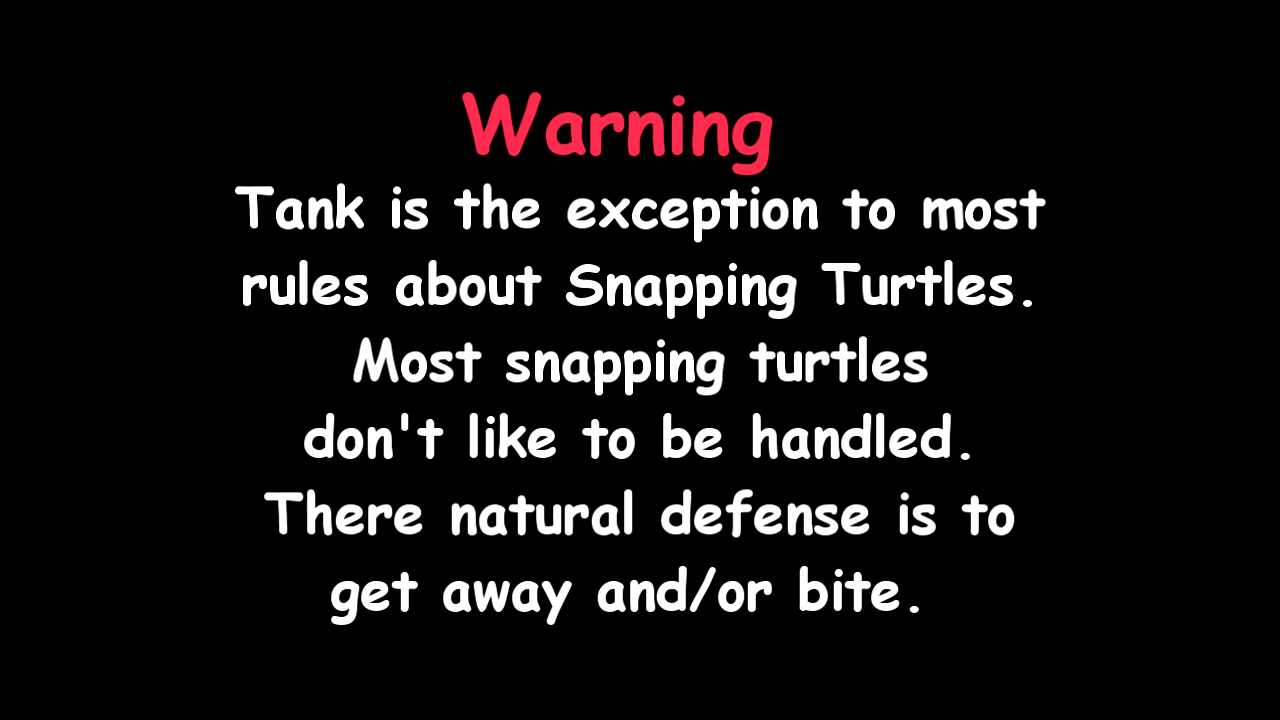 Warning
Tank is the exception to most
rules about Snapping Turtles.
Most snapping turtles
don't like to be handled.
There natural defense is to
get away and/or bite.